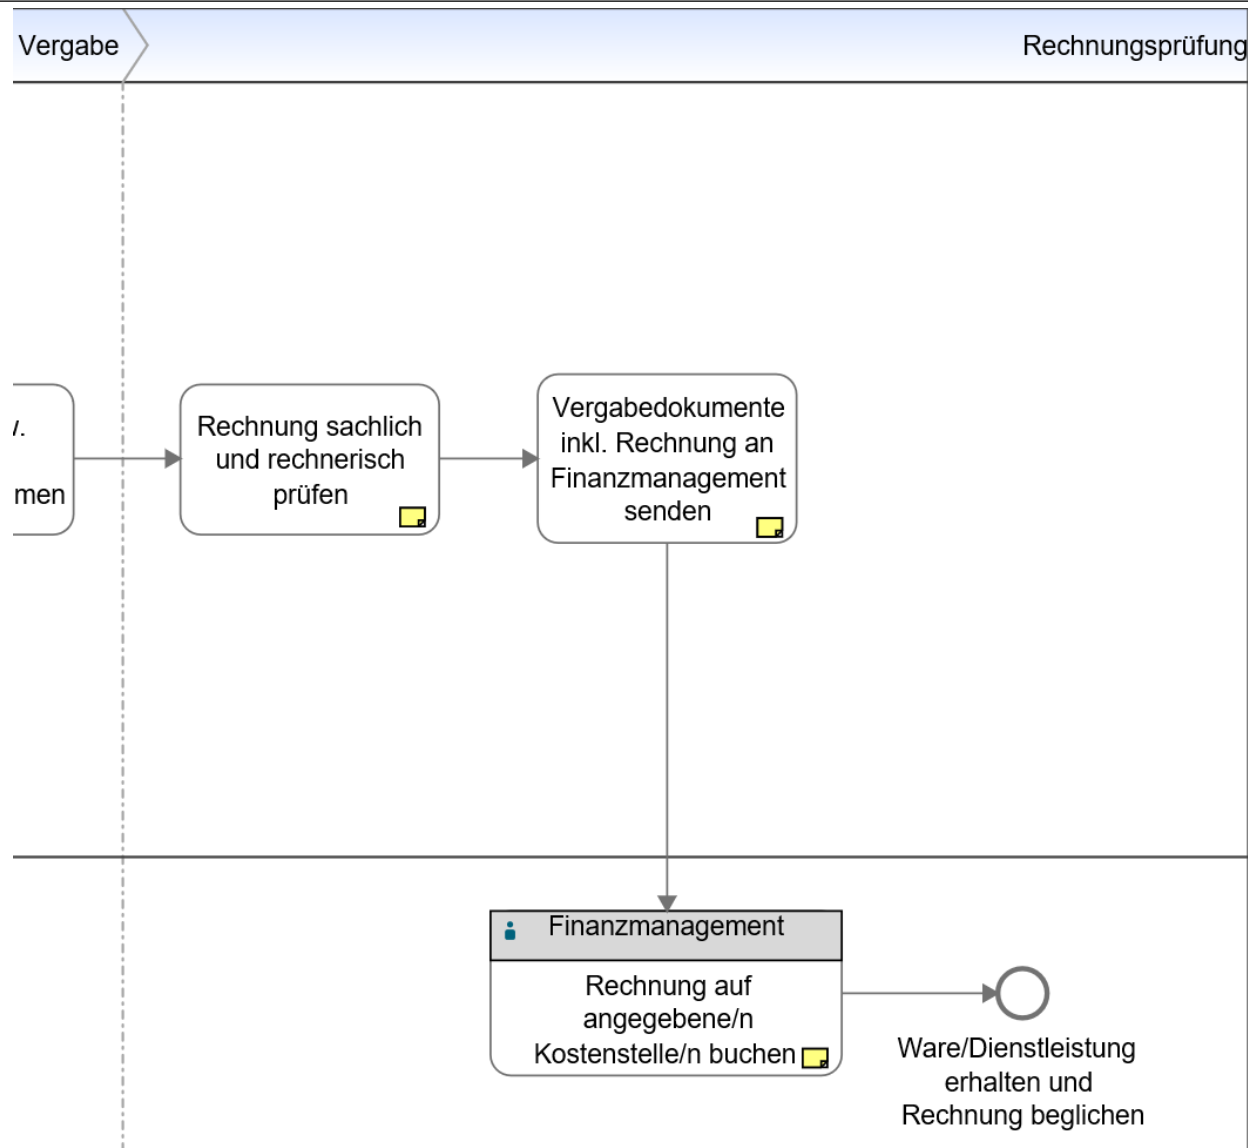 Vergabe
Rechnungsprüfung
men
Rechnung sachlich
und rechnerisch
prüfen
Vergabedokumente
inkl. Rechnung an
Finanzmanagement
senden
Finanzmanagement
Rechnung auf
angegebene/n
Kostenstelle/n buchen
Ware/Dienstleistung
erhalten und
Rechnung beglichen